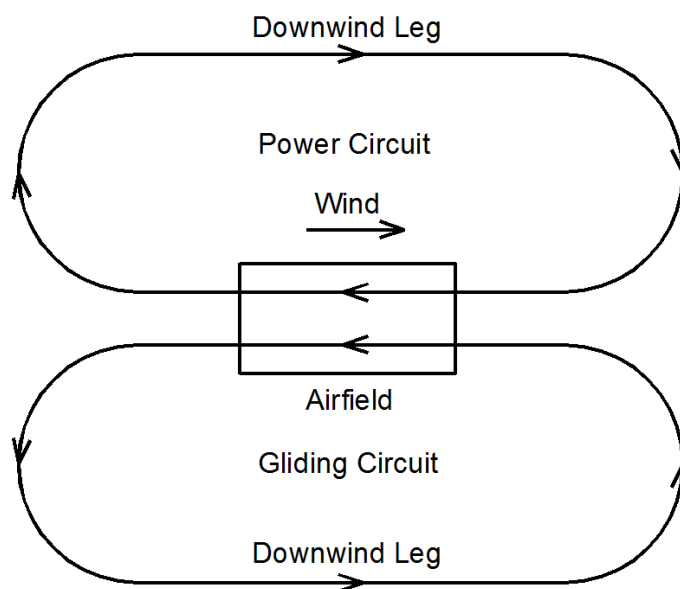 Downwind Leg
Power Circuit
Wind
Airfield
Gliding Circuit
Downwind Leg